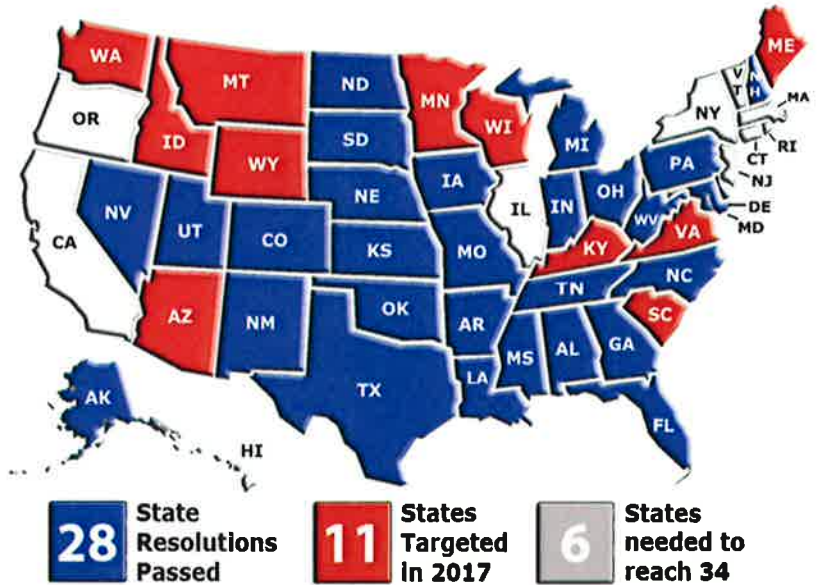 WA
MT
ND
MN
ME
OR
ID
WY
SD
WI
MI
NY
V
T
N
H
MA
RI
CT
NV
UT
CO
NE
IA
IL
IN
OH
PA
NJ
DE
MD
WV
VA
CA
KS
MO
KY
NC
TN
AZ
NM
OK
AR
SC
MS
AL
GA
LA
TX
FL
AK
HI
28
State
Resolutions
Passed
11
States
Targeted
in 2017
6
States
needed to
reach 34